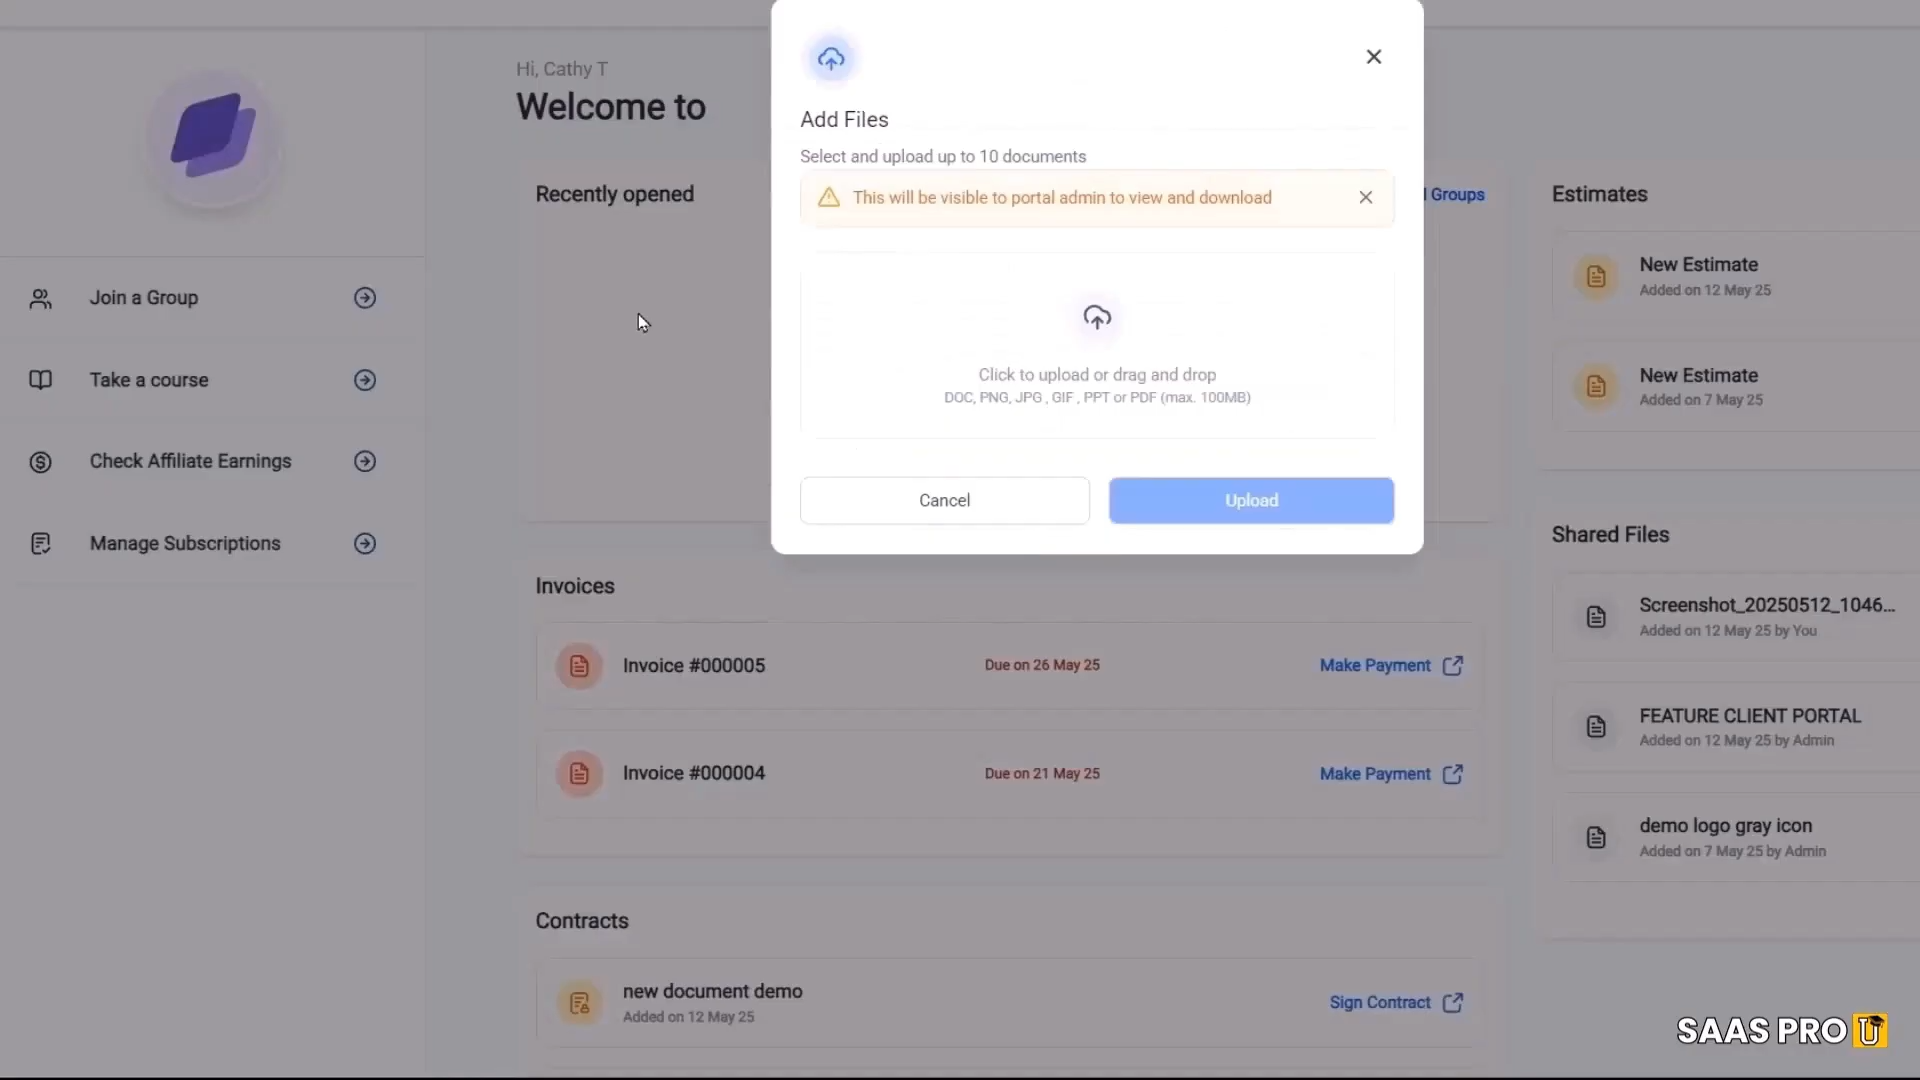 Hi, Cathy T
Welcome to
Join a Group
Take a course
Check Affiliate Earnings
Manage Subscriptions
Recently opened
Groups
Add Files
Select and upload up to 10 documents
This will be visible to portal admin to view and download
Click to upload or drag and drop
DOC, PNG, JPG , GIF , PPT or PDF (max. 100MB)
Cancel
Upload
Invoices
Invoice #000005
Due on 26 May 25
Make Payment
Invoice #000004
Due on 21 May 25
Make Payment
Contracts
new document demo
Added on 12 May 25
Sign Contract
Estimates
New Estimate
Added on 12 May 25
New Estimate
Added on 7 May 25
Shared Files
Screenshot_20250512_1046...
Added on 12 May 25 by You
FEATURE CLIENT PORTAL
Added on 12 May 25 by Admin
demo logo gray icon
Added on 7 May 25 by Admin
SAAS PRO U